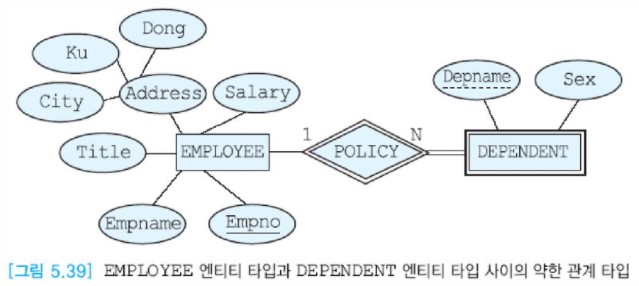 Dong
Ku
City
Address
Salary
Depname
Sex
Title
EMPLOYEE
1
POLICY
N
DEPENDENT
Empname
Empno
[그림 5.39] EMPLOYEE 엔티티 타입과 DEPENDENT 엔티티 타입 사이의 약한 관계 타입